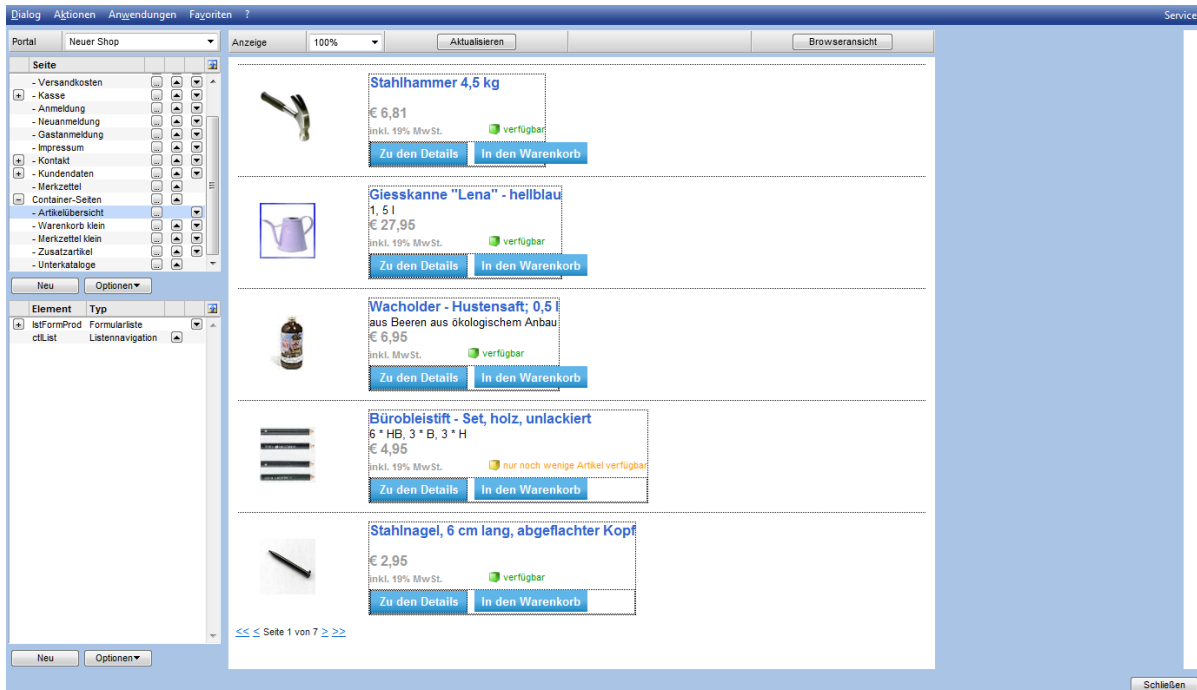 Dialog Aktionen Anwendungen Favoriten ? Service
Portal Neuer Shop Anzeige 100% Aktualisieren Browseransicht
Seite
- Versandkosten ...
- Kasse ...
- Anmeldung ...
- Neuanmeldung ...
- Gastanmeldung ...
- Impressum ...
- Kontakt ...
- Kundendaten ...
- Merkzettel ...
Container-Seiten ...
- Artikelübersicht ...
- Warenkorb klein ...
- Merkzettel klein ...
- Zusatzartikel ...
- Unterkataloge ...
Neu Optionen
Element Typ
lstFormProd Formularliste
ctlList Listennavigation
Neu Optionen
Stahlhammer 4,5 kg
€ 6,81
inkl. 19% MwSt. verfügbar
Zu den Details In den Warenkorb
Giesskanne "Lena" - hellblau
1, 5 l
€ 27,95
inkl. 19% MwSt. verfügbar
Zu den Details In den Warenkorb
Wacholder - Hustensaft; 0,5 l
aus Beeren aus ökologischem Anbau
€ 6,95
inkl. MwSt. verfügbar
Zu den Details In den Warenkorb
Bürobleistift - Set, holz, unlackiert
6 * HB, 3 * B, 3 * H
€ 4,95
inkl. 19% MwSt. nur noch wenige Artikel verfügbar
Zu den Details In den Warenkorb
Stahlnagel, 6 cm lang, abgeflachter Kopf
€ 2,95
inkl. 19% MwSt. verfügbar
Zu den Details In den Warenkorb
<< < Seite 1 von 7 > >>
Schließen